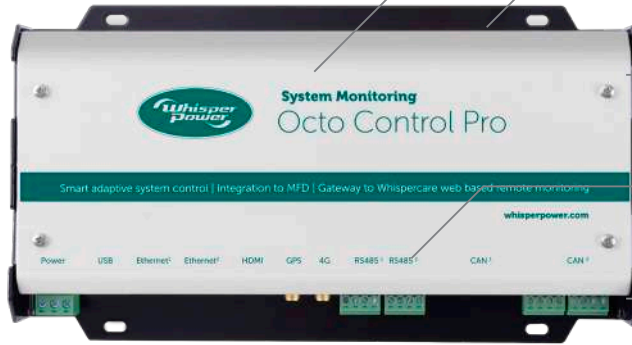 Whisper
Power
System Monitoring
Octo Control Pro
Smart adaptive system control | Integration to MFD | Gateway to Whispercare web based remote monitoring
whisperpower.com
Power USB Ethernet¹ Ethernet² HDMI GPS 4G RS485¹ RS485² CAN¹ CAN²